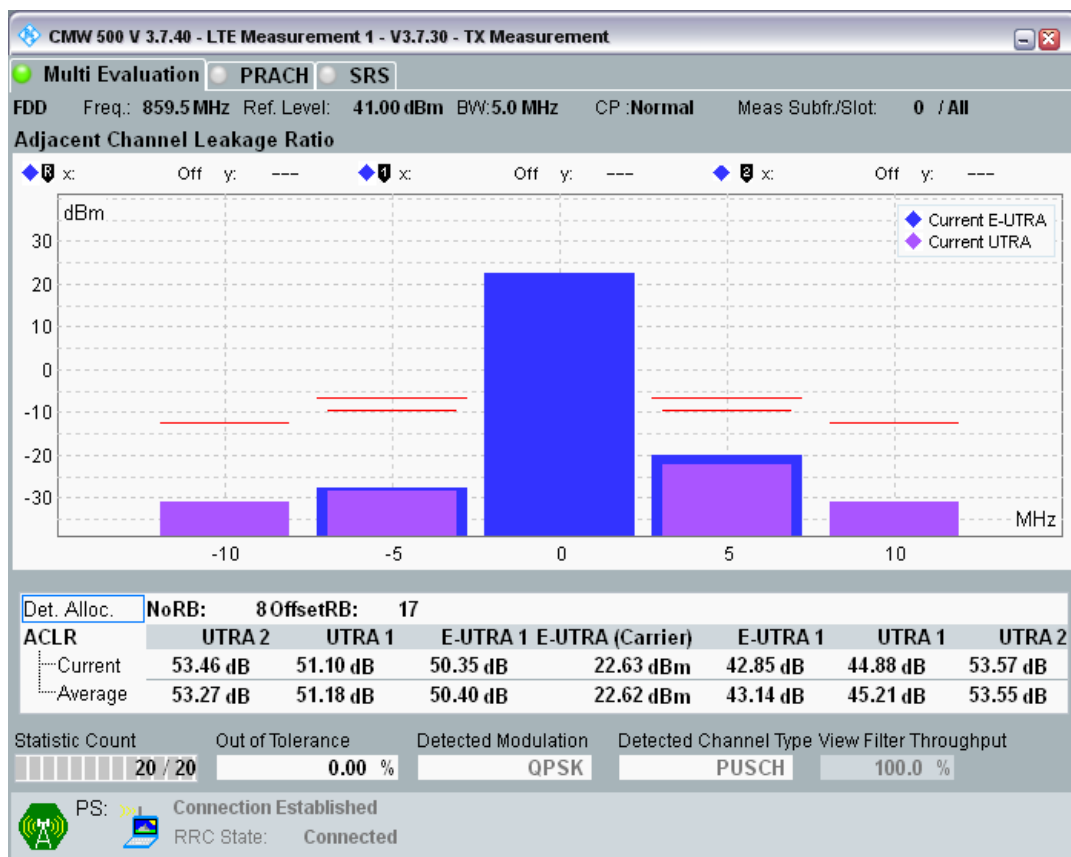 CMW 500 V 3.7.40 - LTE Measurement 1 - V3.7.30 - TX Measurement
Multi Evaluation PRACH SRS
FDD Freq.: 859.5 MHz Ref. Level: 41.00 dBm BW:5.0 MHz CP :Normal Meas Subfr./Slot: 0 / All
Adjacent Channel Leakage Ratio
R x: Off y: --- 1 x: Off y: --- 2 x: Off y: ---
dBm
Current E-UTRA
Current UTRA
30
20
10
0
-10
-20
-30
MHz
-10 -5 0 5 10
Det. Alloc. NoRB: 8 OffsetRB: 17
ACLR UTRA 2 UTRA 1 E-UTRA 1 E-UTRA (Carrier) E-UTRA 1 UTRA 1 UTRA 2
Current 53.46 dB 51.10 dB 50.35 dB 22.63 dBm 42.85 dB 44.88 dB 53.57 dB
Average 53.27 dB 51.18 dB 50.40 dB 22.62 dBm 43.14 dB 45.21 dB 53.55 dB
Statistic Count Out of Tolerance Detected Modulation Detected Channel Type View Filter Throughput
20 / 20 0.00 % QPSK PUSCH 100.0 %
PS: Connection Established
RRC State: Connected